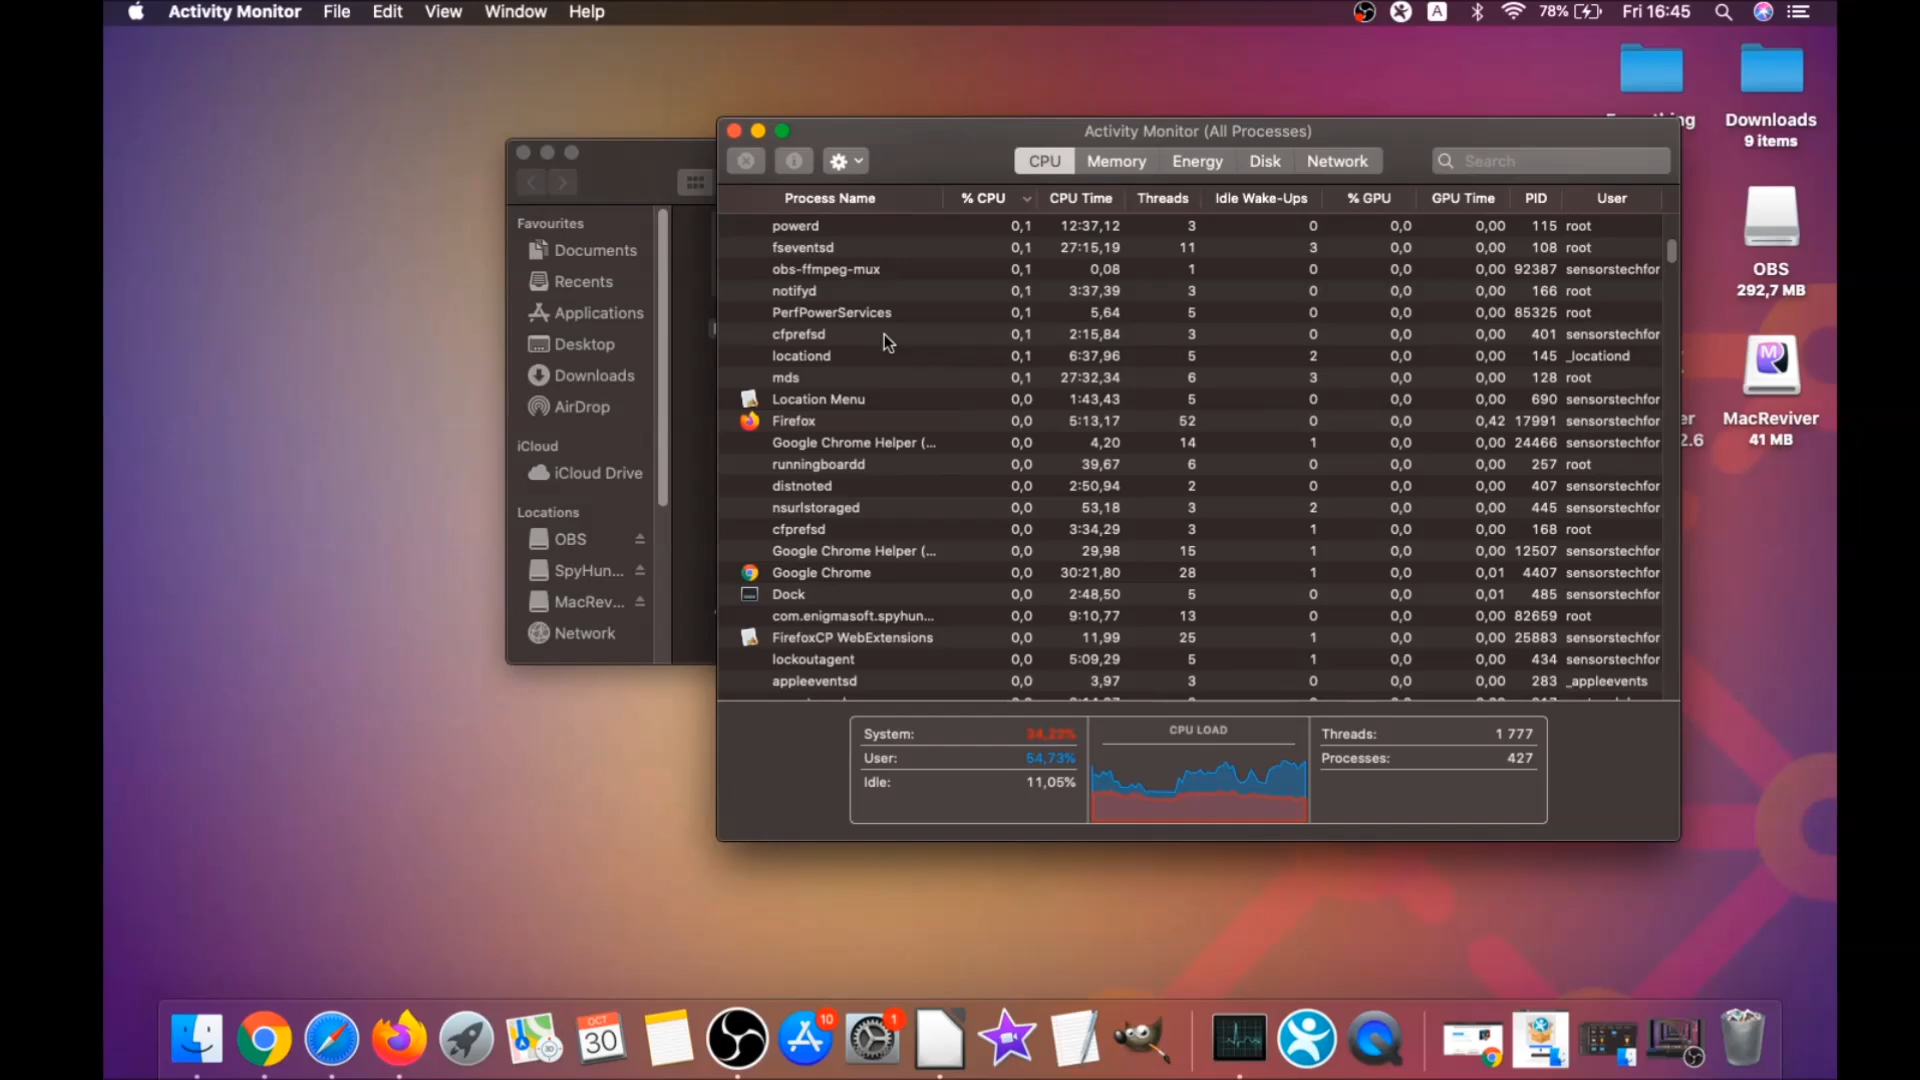 Activity Monitor File Edit View Window Help A 78% Fri 16:45
Downloads
9 items
OBS
292,7 MB
MacReviver
41 MB
er
2.6
Favourites
Documents
Recents
Applications
Desktop
Downloads
AirDrop
iCloud
iCloud Drive
Locations
OBS
SpyHun...
MacRev...
Network
Activity Monitor (All Processes)
CPU Memory Energy Disk Network Search
Process Name % CPU CPU Time Threads Idle Wake-Ups % GPU GPU Time PID User
powerd 0,1 12:37,12 3 0 0,0 0,00 115 root
fseventsd 0,1 27:15,19 11 3 0,0 0,00 108 root
obs-ffmpeg-mux 0,1 0,08 1 0 0,0 0,00 92387 sensorstechfor
notifyd 0,1 3:37,39 3 0 0,0 0,00 166 root
PerfPowerServices 0,1 5,64 5 0 0,0 0,00 85325 root
cfprefsd 0,1 2:15,84 3 0 0,0 0,00 401 sensorstechfor
locationd 0,1 6:37,96 5 2 0,0 0,00 145 _locationd
mds 0,1 27:32,34 6 3 0,0 0,00 128 root
Location Menu 0,0 1:43,43 5 0 0,0 0,00 690 sensorstechfor
Firefox 0,0 5:13,17 52 0 0,0 0,42 17991 sensorstechfor
Google Chrome Helper (... 0,0 4,20 14 1 0,0 0,00 24466 sensorstechfor
runningboardd 0,0 39,67 6 0 0,0 0,00 257 root
distnoted 0,0 2:50,94 2 0 0,0 0,00 407 sensorstechfor
nsurlstoraged 0,0 53,18 3 2 0,0 0,00 445 sensorstechfor
cfprefsd 0,0 3:34,29 3 1 0,0 0,00 168 root
Google Chrome Helper (... 0,0 29,98 15 1 0,0 0,00 12507 sensorstechfor
Google Chrome 0,0 30:21,80 28 1 0,0 0,01 4407 sensorstechfor
Dock 0,0 2:48,50 5 0 0,0 0,01 485 sensorstechfor
com.enigmasoft.spyhun... 0,0 9:10,77 13 0 0,0 0,00 82659 root
FirefoxCP WebExtensions 0,0 11,99 25 1 0,0 0,00 25883 sensorstechfor
lockoutagent 0,0 5:09,29 5 1 0,0 0,00 434 sensorstechfor
appleeventsd 0,0 3,97 3 0 0,0 0,00 283 _appleevents
System: 34,22%
User: 54,73%
Idle: 11,05%
CPU LOAD
Threads: 1 777
Processes: 427
OCT
30
10
1